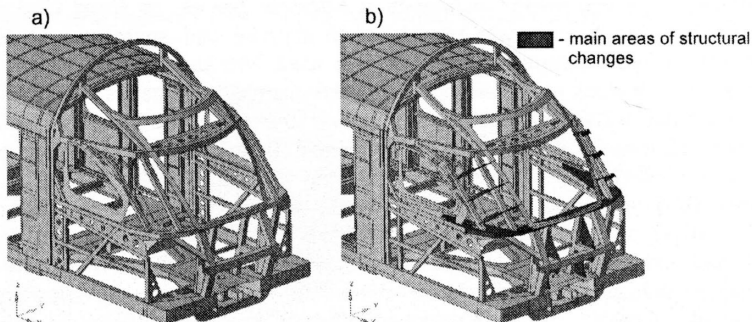 a)
b)
- main areas of structural
changes